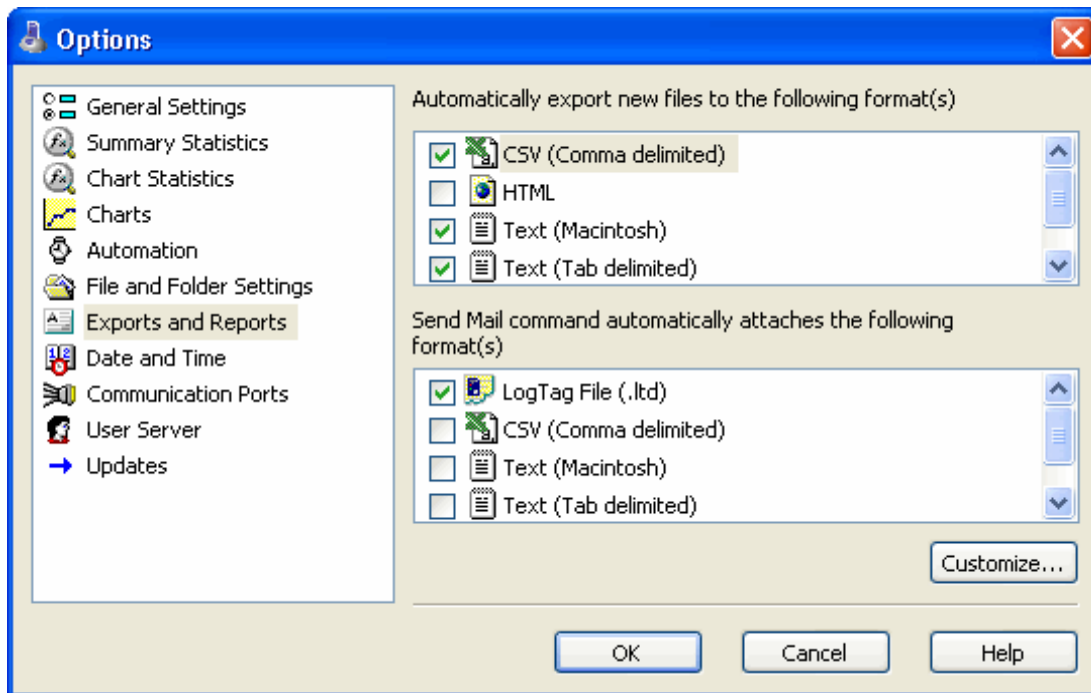 Options
General Settings
Summary Statistics
Chart Statistics
Charts
Automation
File and Folder Settings
Exports and Reports
Date and Time
Communication Ports
User Server
Updates
Automatically export new files to the following format(s)
CSV (Comma delimited)
HTML
Text (Macintosh)
Text (Tab delimited)
Send Mail command automatically attaches the following
format(s)
LogTag File (.ltd)
CSV (Comma delimited)
Text (Macintosh)
Text (Tab delimited)
Customize...
OK
Cancel
Help